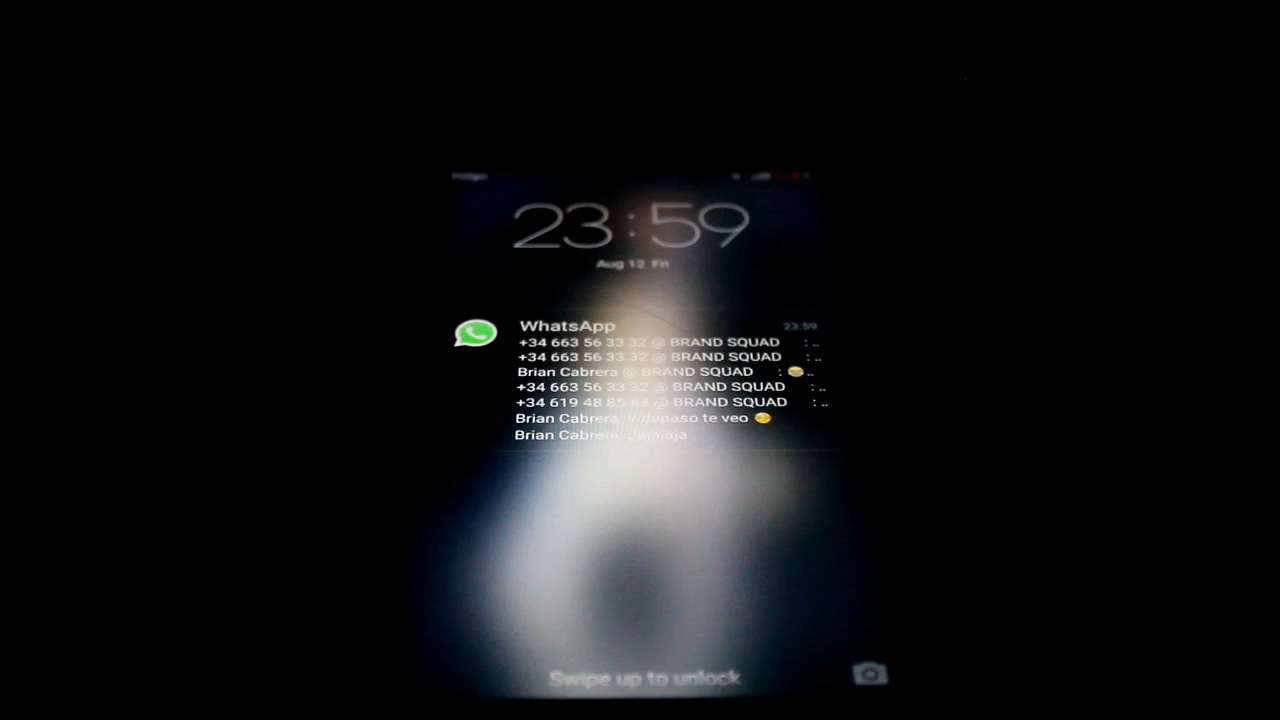 23:59
Aug 12 Fri
WhatsApp 23:59
+34 663 56 33 32 @ BRAND SQUAD : ..
+34 663 56 33 32 @ BRAND SQUAD : ..
Brian Cabrera @ BRAND SQUAD : 😂..
+34 663 56 33 32 @ BRAND SQUAD : ..
+34 619 48 85 @ BRAND SQUAD : ..
Brian Cabrera: depaso te veo 😂
Brian Cabrera: Jajajaja
Swipe up to unlock